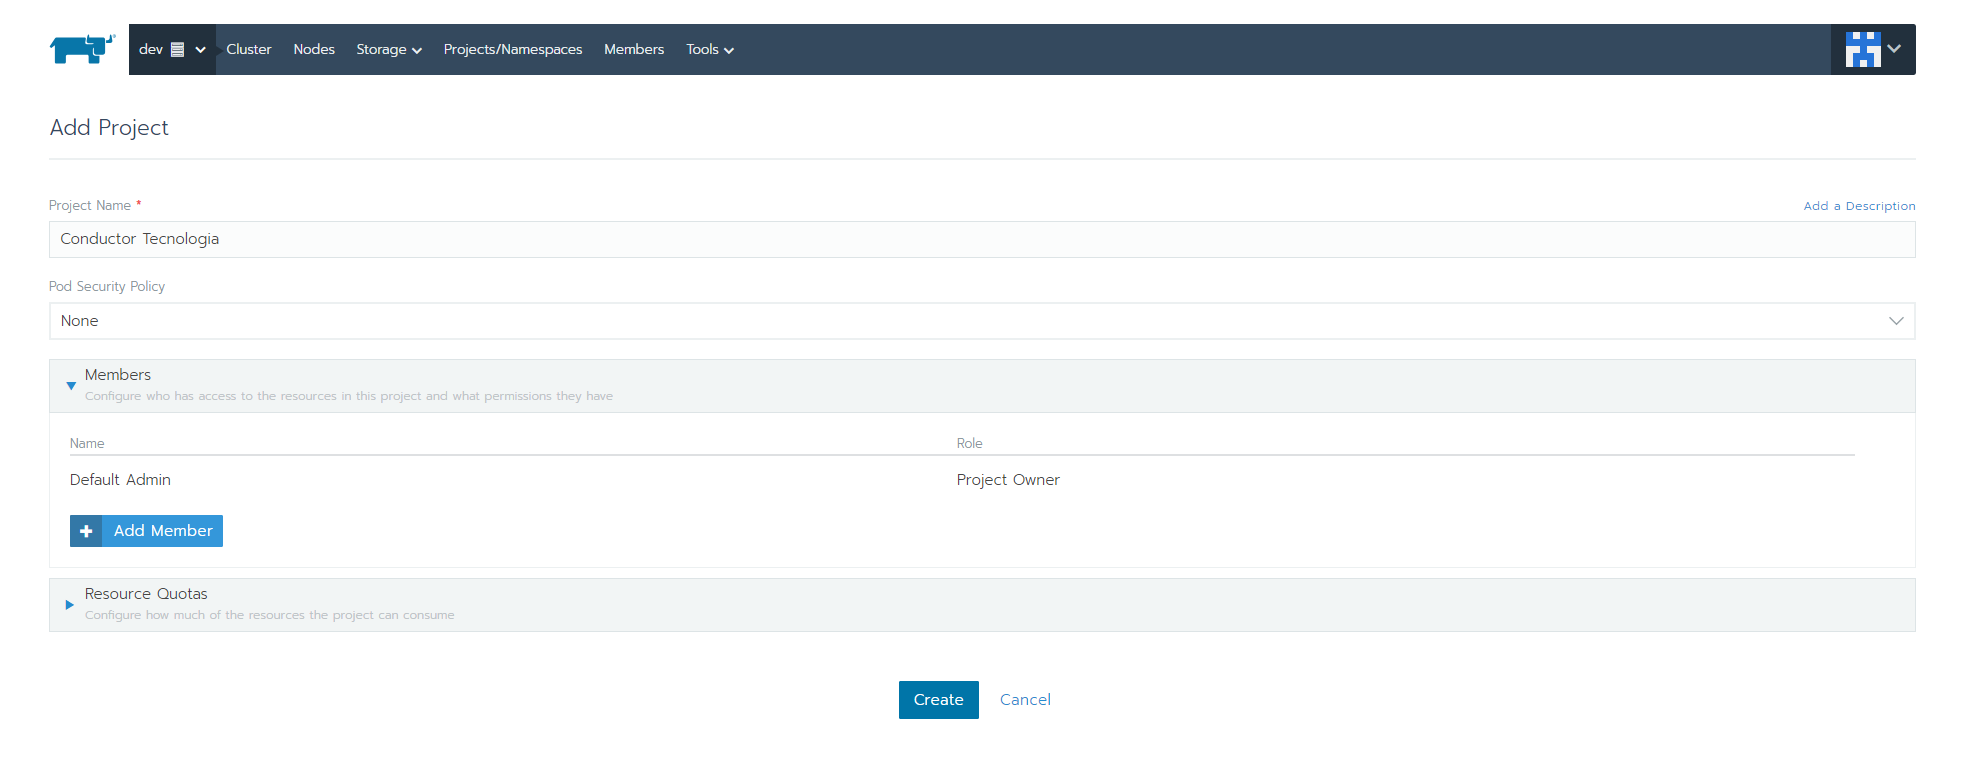 dev Cluster Nodes Storage Projects/Namespaces Members Tools
Add Project
Project Name * Add a Description
Conductor Tecnologia
Pod Security Policy
None
Members
Configure who has access to the resources in this project and what permissions they have
Name Role
Default Admin Project Owner
Add Member
Resource Quotas
Configure how much of the resources the project can consume
Create Cancel